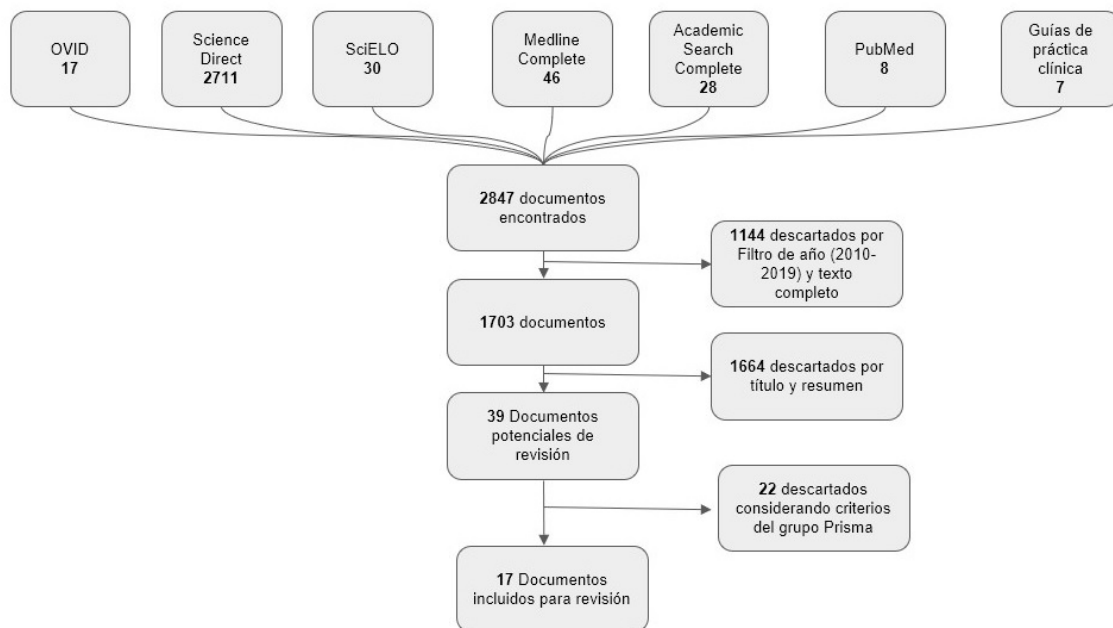 OVID
17
Science
Direct
2711
SciELO
30
Medline
Complete
46
Academic
Search
Complete
28
PubMed
8
Guías de
práctica
clínica
7
2847 documentos
encontrados
1144 descartados por
Filtro de año (2010-
2019) y texto
completo
1703 documentos
1664 descartados por
título y resumen
39 Documentos
potenciales de
revisión
22 descartados
considerando criterios
del grupo Prisma
17 Documentos
incluidos para revisión